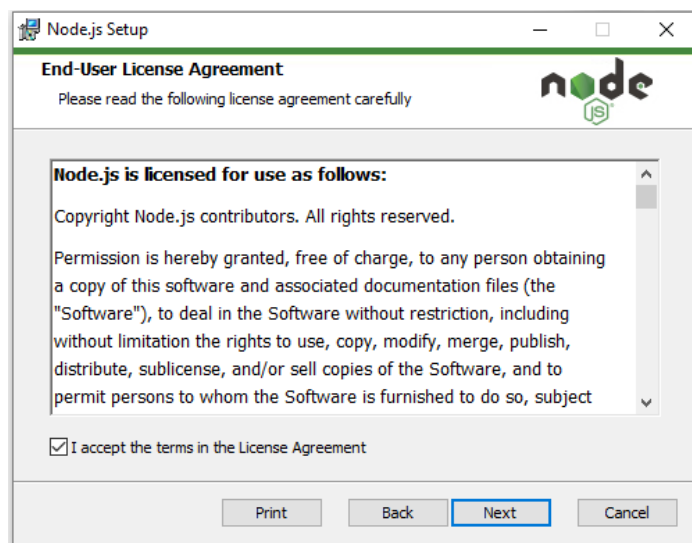 Node.js Setup
End-User License Agreement
Please read the following license agreement carefully
node
JS
Node.js is licensed for use as follows:
Copyright Node.js contributors. All rights reserved.
Permission is hereby granted, free of charge, to any person obtaining
a copy of this software and associated documentation files (the
"Software"), to deal in the Software without restriction, including
without limitation the rights to use, copy, modify, merge, publish,
distribute, sublicense, and/or sell copies of the Software, and to
permit persons to whom the Software is furnished to do so, subject
I accept the terms in the License Agreement
Print Back Next Cancel